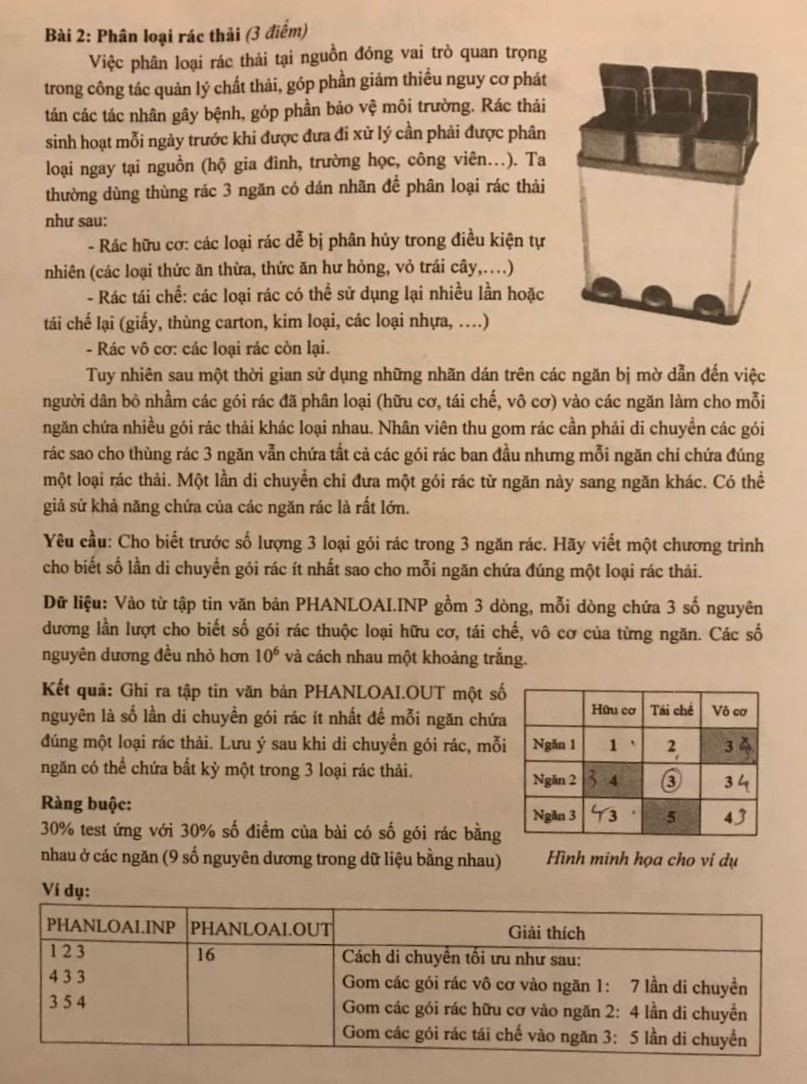 Bài 2: Phân loại rác thải (3 điểm)
Việc phân loại rác thải tại nguồn đóng vai trò quan trọng
trong công tác quản lý chất thải, góp phần giảm thiểu nguy cơ phát
tán các tác nhân gây bệnh, góp phần bảo vệ môi trường. Rác thải
sinh hoạt mỗi ngày trước khi được đưa đi xử lý cần phải được phân
loại ngay tại nguồn (hộ gia đình, trường học, công viên…). Ta
thường dùng thùng rác 3 ngăn có dán nhãn để phân loại rác thải
như sau:
- Rác hữu cơ: các loại rác dễ bị phân hủy trong điều kiện tự
nhiên (các loại thức ăn thừa, thức ăn hư hỏng, vỏ trái cây,….)
- Rác tái chế: các loại rác có thể sử dụng lại nhiều lần hoặc
tái chế lại (giấy, thùng carton, kim loại, các loại nhựa, ….)
- Rác vô cơ: các loại rác còn lại.
Tuy nhiên sau một thời gian sử dụng những nhãn dán trên các ngăn bị mờ dẫn đến việc
người dân bỏ nhầm các gói rác đã phân loại (hữu cơ, tái chế, vô cơ) vào các ngăn làm cho mỗi
ngăn chứa nhiều gói rác thải khác loại nhau. Nhân viên thu gom rác cần phải di chuyển các gói
rác sao cho thùng rác 3 ngăn vẫn chứa tất cả các gói rác ban đầu nhưng mỗi ngăn chỉ chứa đúng
một loại rác thải. Một lần di chuyển chỉ đưa một gói rác từ ngăn này sang ngăn khác. Có thể
giả sử khả năng chứa của các ngăn rác là rất lớn.
Yêu cầu: Cho biết trước số lượng 3 loại gói rác trong 3 ngăn rác. Hãy viết một chương trình
cho biết số lần di chuyển gói rác ít nhất sao cho mỗi ngăn chứa đúng một loại rác thải.
Dữ liệu: Vào từ tập tin văn bản PHANLOAI.INP gồm 3 dòng, mỗi dòng chứa 3 số nguyên
dương lần lượt cho biết số gói rác thuộc loại hữu cơ, tái chế, vô cơ của từng ngăn. Các số
nguyên dương đều nhỏ hơn 10⁶ và cách nhau một khoảng trắng.
Kết quả: Ghi ra tập tin văn bản PHANLOAI.OUT một số
nguyên là số lần di chuyển gói rác ít nhất để mỗi ngăn chứa
đúng một loại rác thải. Lưu ý sau khi di chuyển gói rác, mỗi
ngăn có thể chứa bất kỳ một trong 3 loại rác thải.
Ràng buộc:
30% test ứng với 30% số điểm của bài có số gói rác bằng
nhau ở các ngăn (9 số nguyên dương trong dữ liệu bằng nhau)
Hữu cơ Tái chế Vô cơ
Ngăn 1 1 2 3
Ngăn 2 3 4 3 3 4
Ngăn 3 4 3 5 4 3
Hình minh họa cho ví dụ
Ví dụ:
PHANLOAI.INP PHANLOAI.OUT Giải thích
1 2 3 16 Cách di chuyển tối ưu như sau:
4 3 3 Gom các gói rác vô cơ vào ngăn 1: 7 lần di chuyển
3 5 4 Gom các gói rác hữu cơ vào ngăn 2: 4 lần di chuyển
Gom các gói rác tái chế vào ngăn 3: 5 lần di chuyển